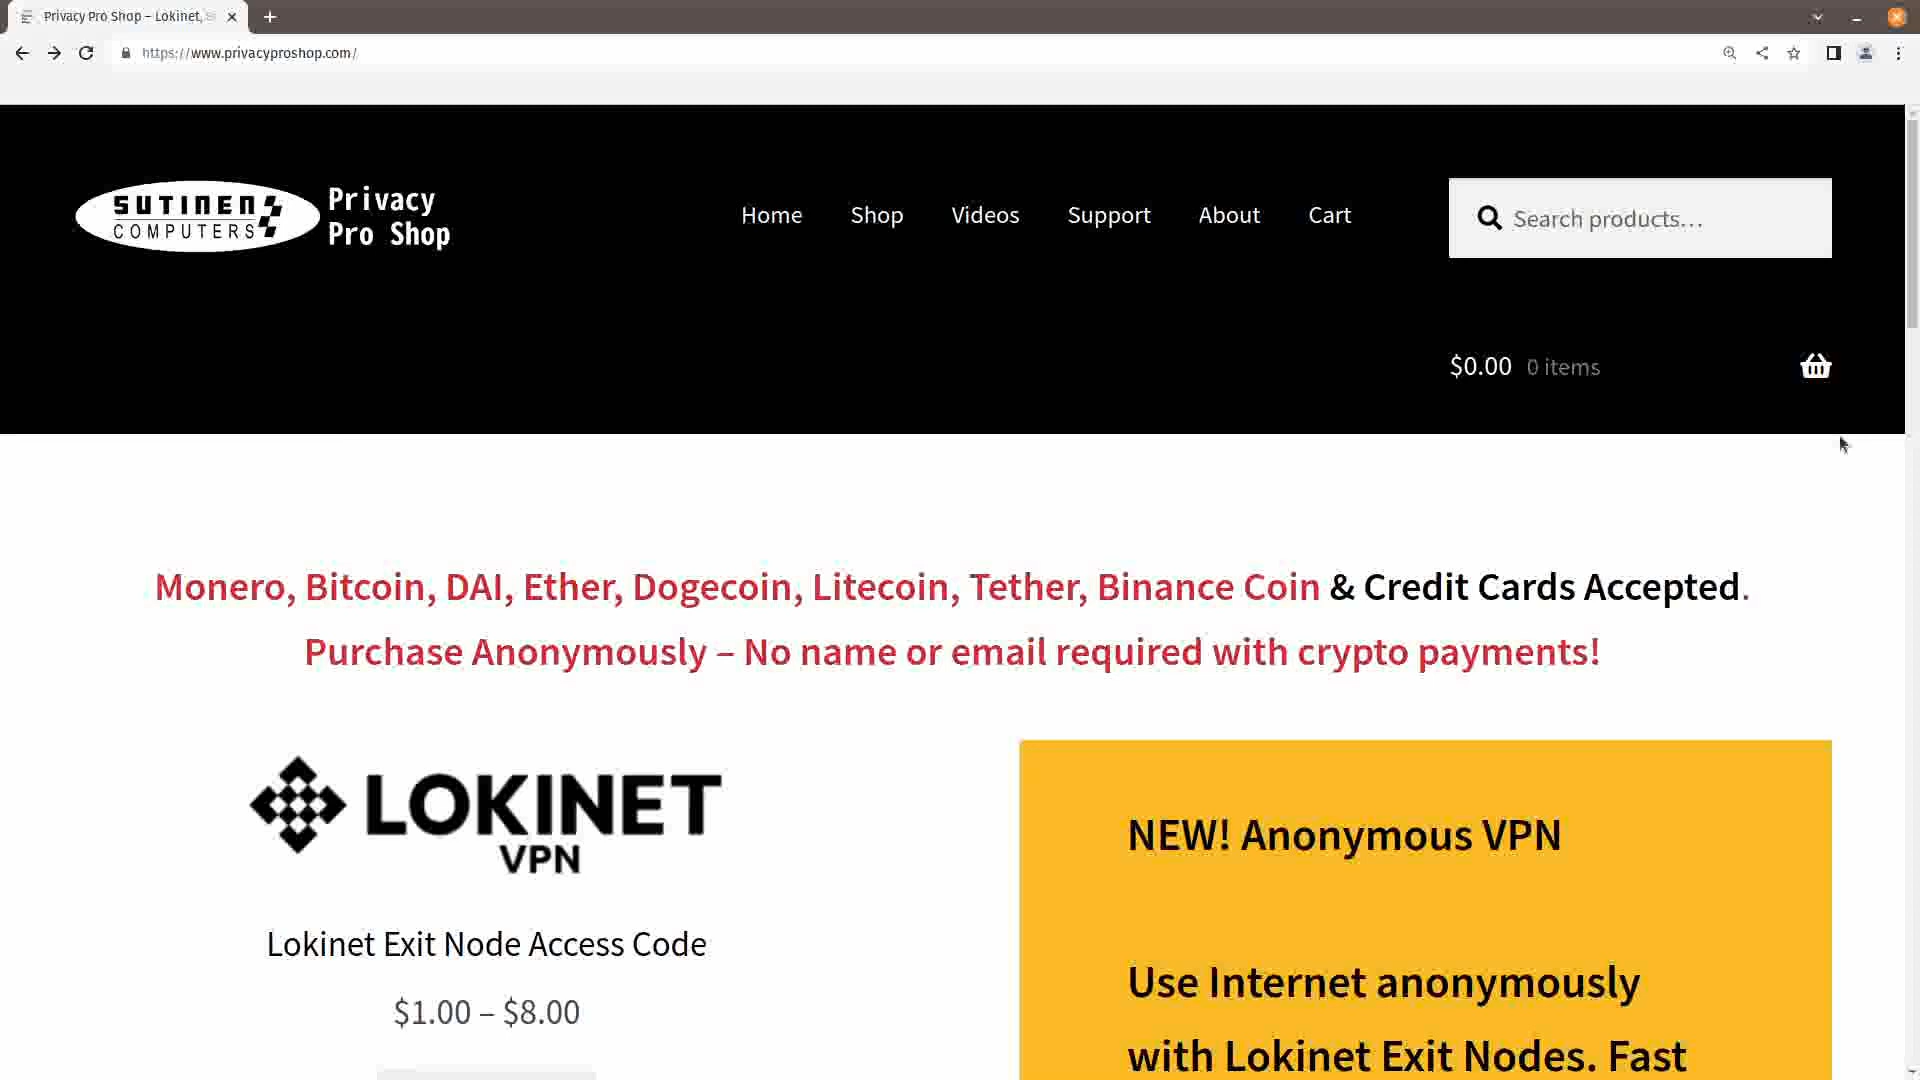 Privacy Pro Shop – Lokinet,
https://www.privacyproshop.com/
SUTINEN
COMPUTERS
Privacy
Pro Shop
Home
Shop
Videos
Support
About
Cart
Search products…
$0.00 0 items
Monero, Bitcoin, DAI, Ether, Dogecoin, Litecoin, Tether, Binance Coin & Credit Cards Accepted.
Purchase Anonymously – No name or email required with crypto payments!
LOKINET
VPN
Lokinet Exit Node Access Code
$1.00 – $8.00
NEW! Anonymous VPN
Use Internet anonymously
with Lokinet Exit Nodes. Fast